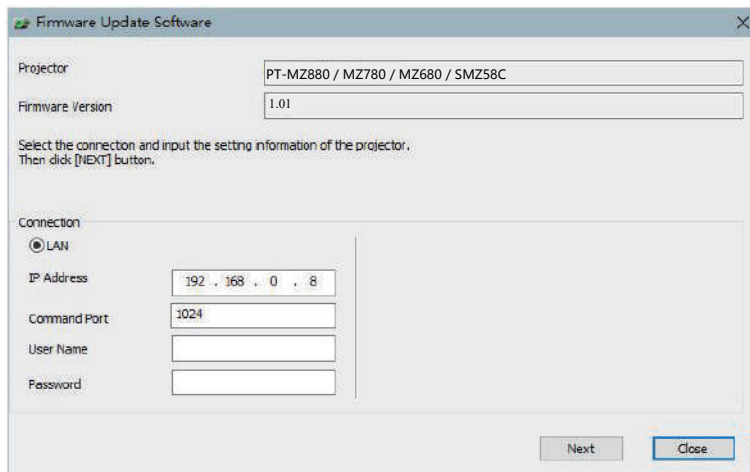 Firmware Update Software
Projector
PT-MZ880 / MZ780 / MZ680 / SMZ58C
Firmware Version
1.01
Select the connection and input the setting information of the projector.
Then click [NEXT] button.
Connection
LAN
IP Address
192 . 168 . 0 . 8
Command Port
1024
User Name
Password
Next
Close